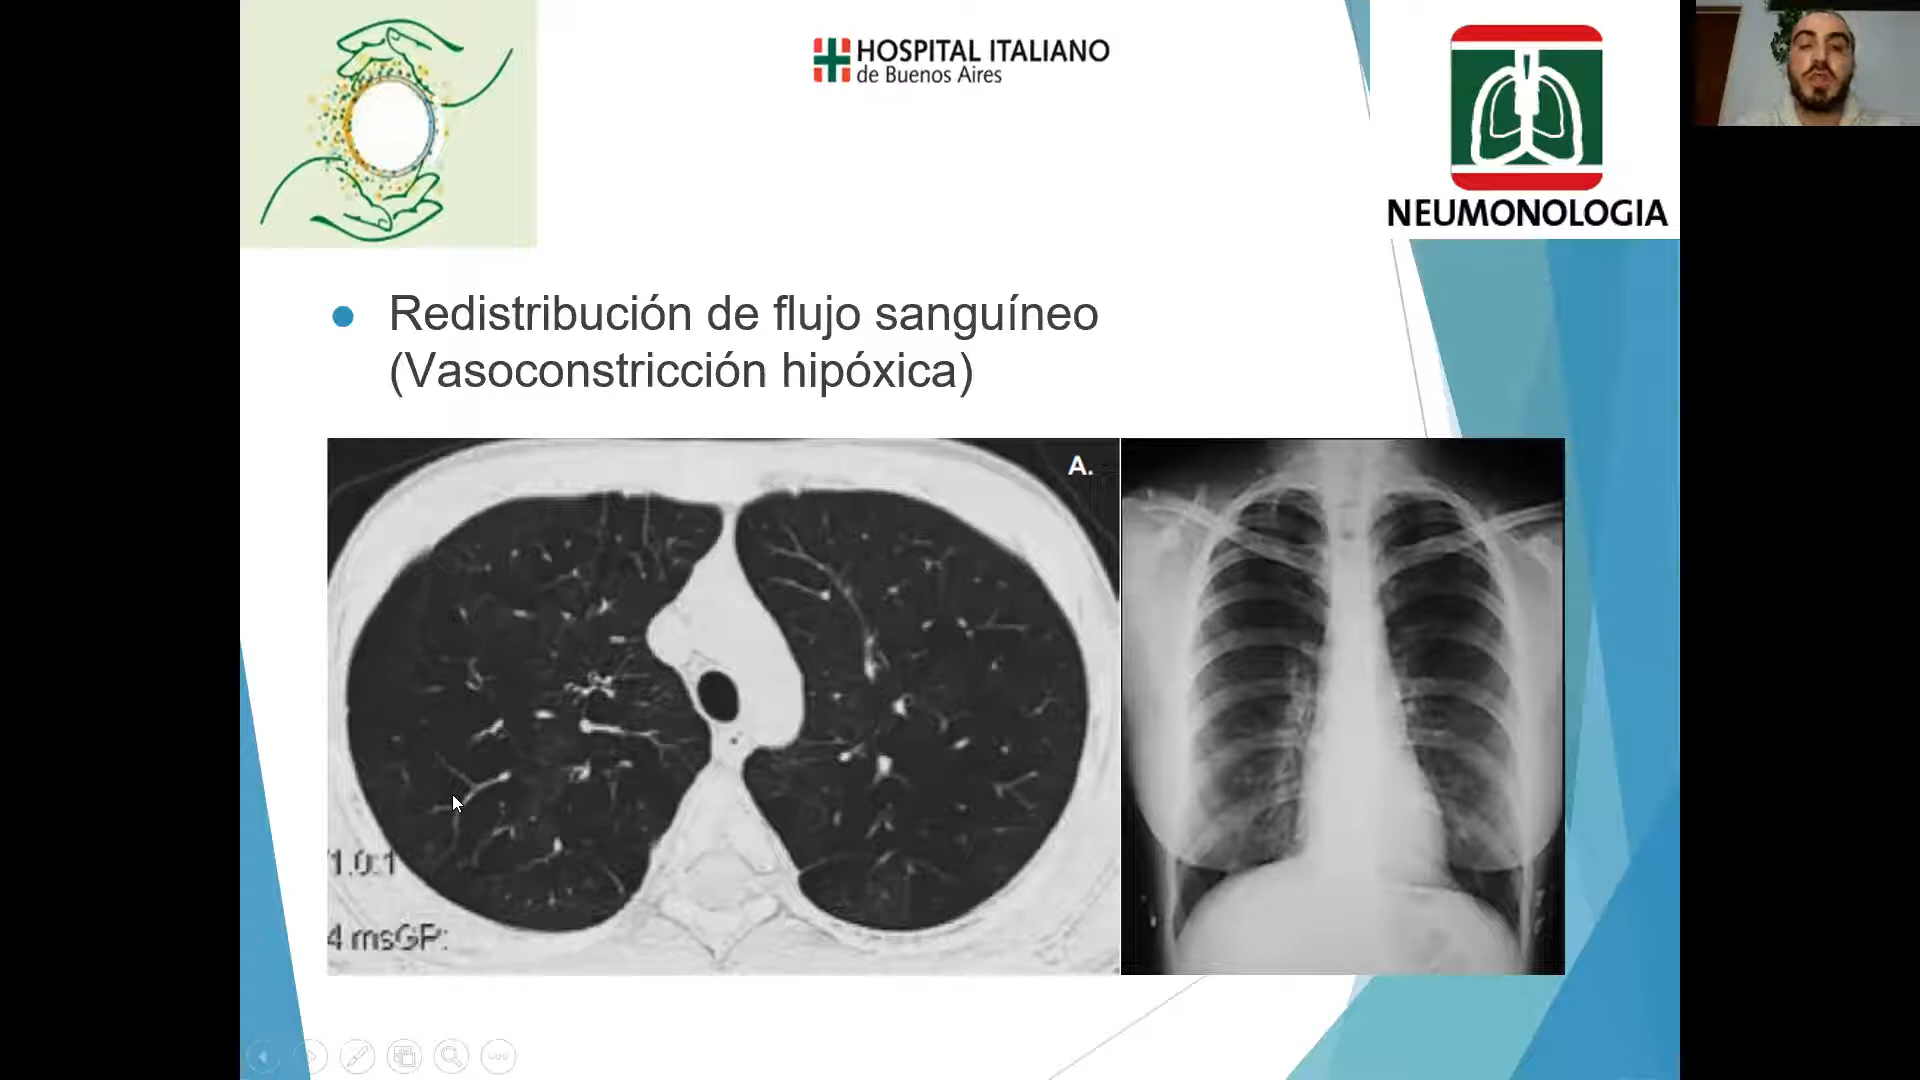 HOSPITAL ITALIANO
de Buenos Aires
NEUMONOLOGIA
Redistribución de flujo sanguíneo
(Vasoconstricción hipóxica)
A.
1.0:1
4 msGP: